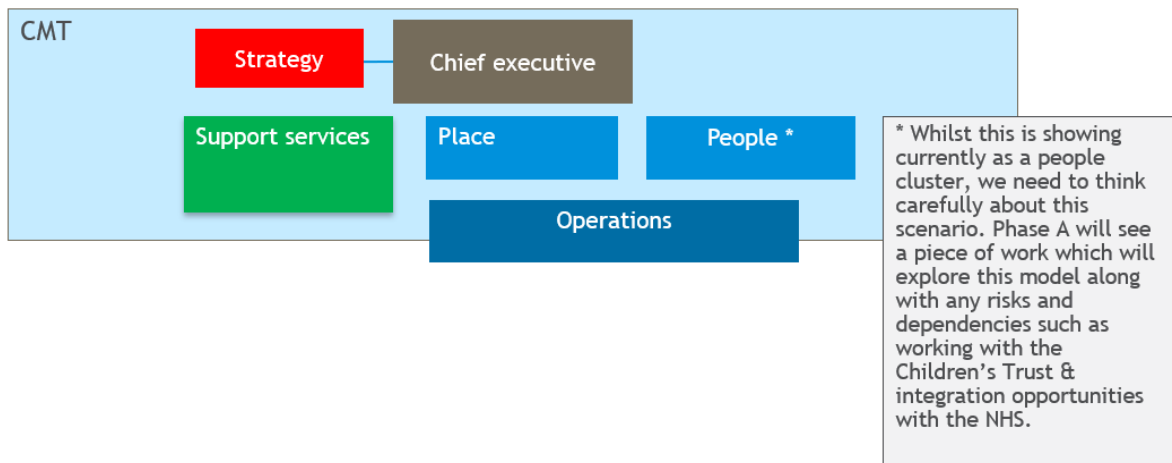 CMT
Strategy
Chief executive
Support services
Place
People *
Operations
* Whilst this is showing
currently as a people
cluster, we need to think
carefully about this
scenario. Phase A will see
a piece of work which will
explore this model along
with any risks and
dependencies such as
working with the
Children’s Trust &
integration opportunities
with the NHS.